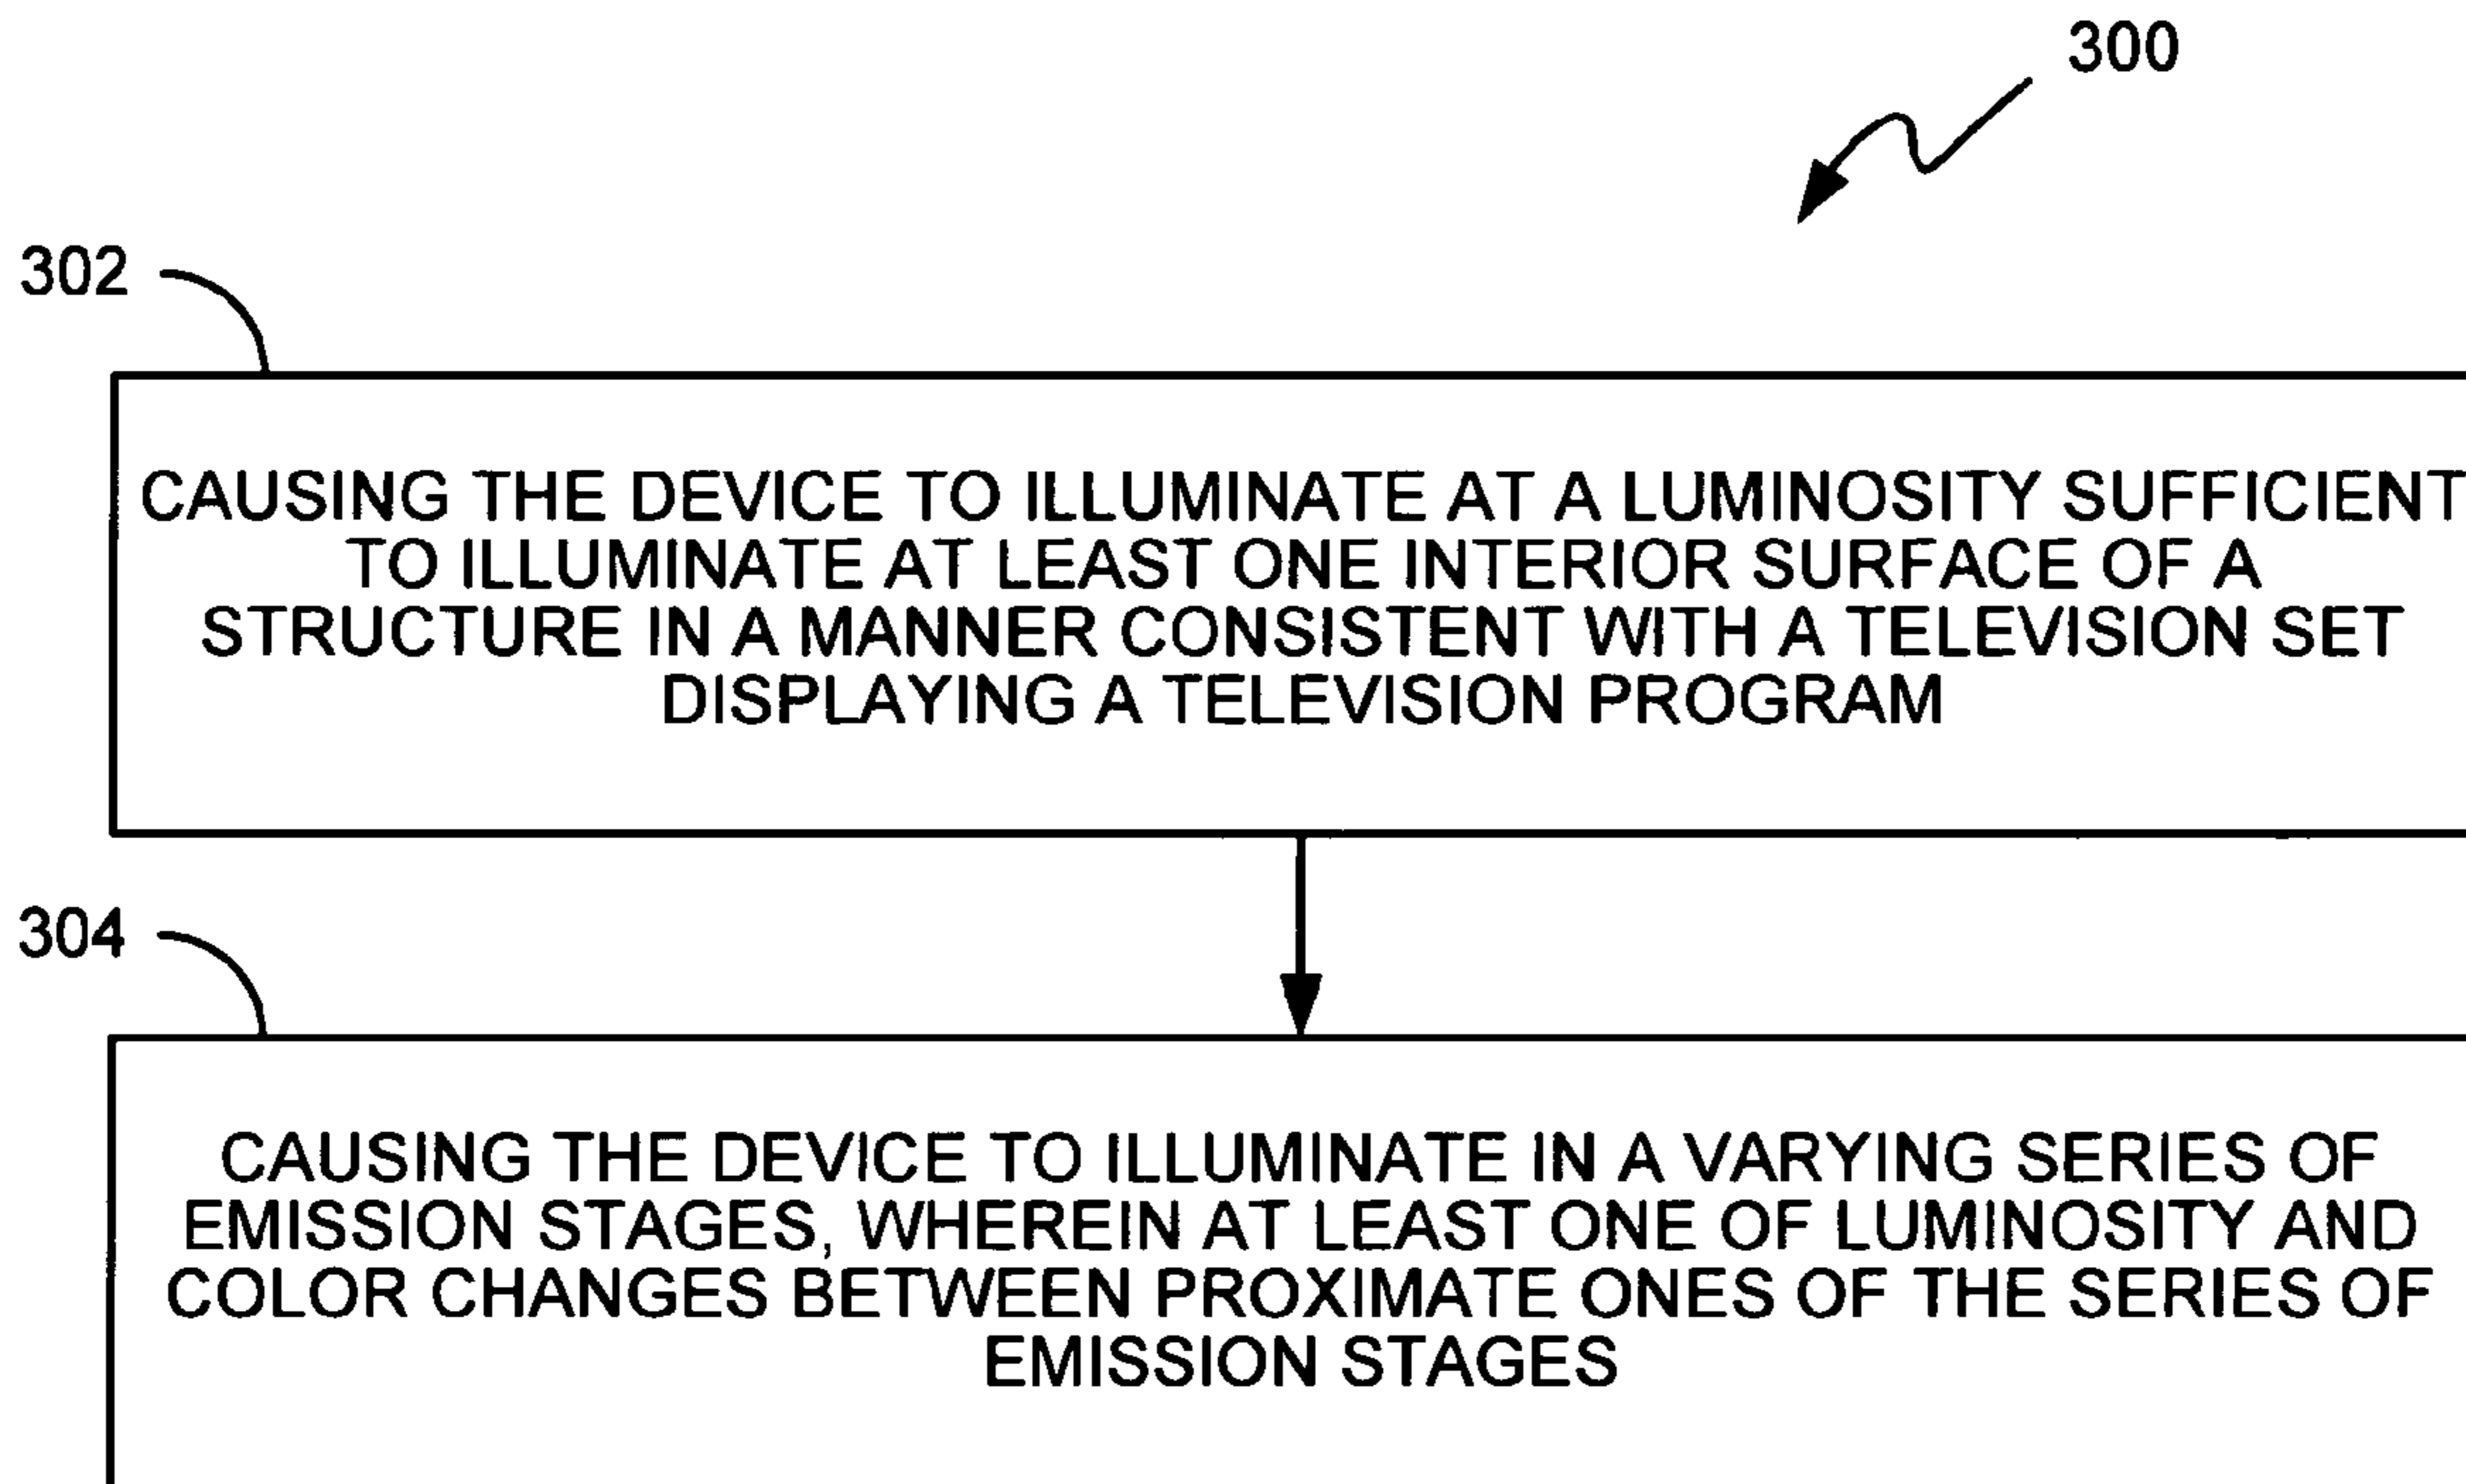 300
302
CAUSING THE DEVICE TO ILLUMINATE AT A LUMINOSITY SUFFICIENT
TO ILLUMINATE AT LEAST ONE INTERIOR SURFACE OF A
STRUCTURE IN A MANNER CONSISTENT WITH A TELEVISION SET
DISPLAYING A TELEVISION PROGRAM
304
CAUSING THE DEVICE TO ILLUMINATE IN A VARYING SERIES OF
EMISSION STAGES, WHEREIN AT LEAST ONE OF LUMINOSITY AND
COLOR CHANGES BETWEEN PROXIMATE ONES OF THE SERIES OF
EMISSION STAGES